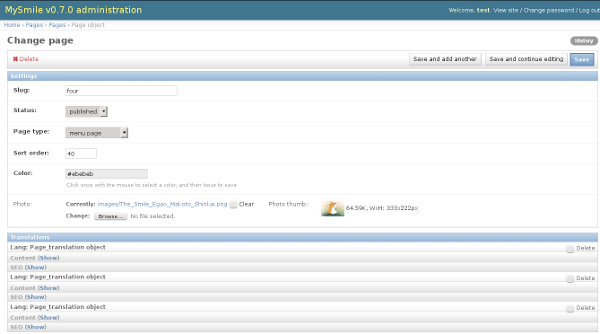 MySmile v0.7.0 administration
Welcome, test. View site / Change password / Log out
Home › Pages › Pages › Page object
Change page
History
Delete
Save and add another
Save and continue editing
Save
Settings
Slug: four
Status: published
Page type: menu page
Sort order: 40
Color: #ebebeb
Click once with the mouse to select a color, and then twice to save.
Photo: Currently: images/The_Smile_Egao_Makoto_Shinkai.png Clear Photo thumb: 64.59K, WxH: 333x222px
Change: Browse... No file selected.
Translations
Lang: Page_translation object Delete
Content (Show)
SEO (Show)
Lang: Page_translation object Delete
Content (Show)
SEO (Show)
Lang: Page_translation object Delete
Content (Show)
SEO (Show)